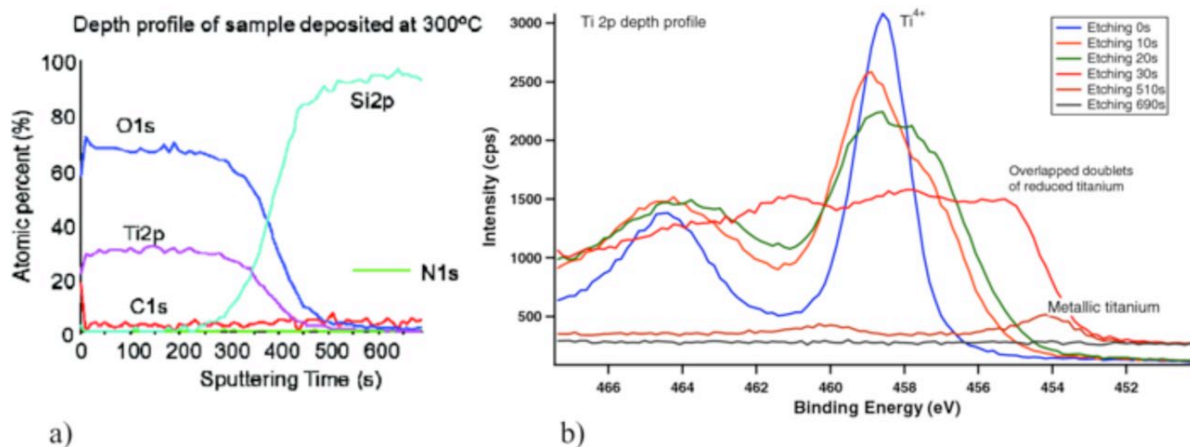 Depth profile of sample deposited at 300ºC
100
80
60
40
20
0
Atomic percent (%)
O1s
Si2p
Ti2p
N1s
C1s
0 100 200 300 400 500 600
Sputtering Time (s)
a)
Ti 2p depth profile
Ti4+
Etching 0s
Etching 10s
Etching 20s
Etching 30s
Etching 510s
Etching 690s
3000
2500
2000
1500
1000
500
Intensity (cps)
Overlapped doublets
of reduced titanium
Metallic titanium
466 464 462 460 458 456 454 452
Binding Energy (eV)
b)